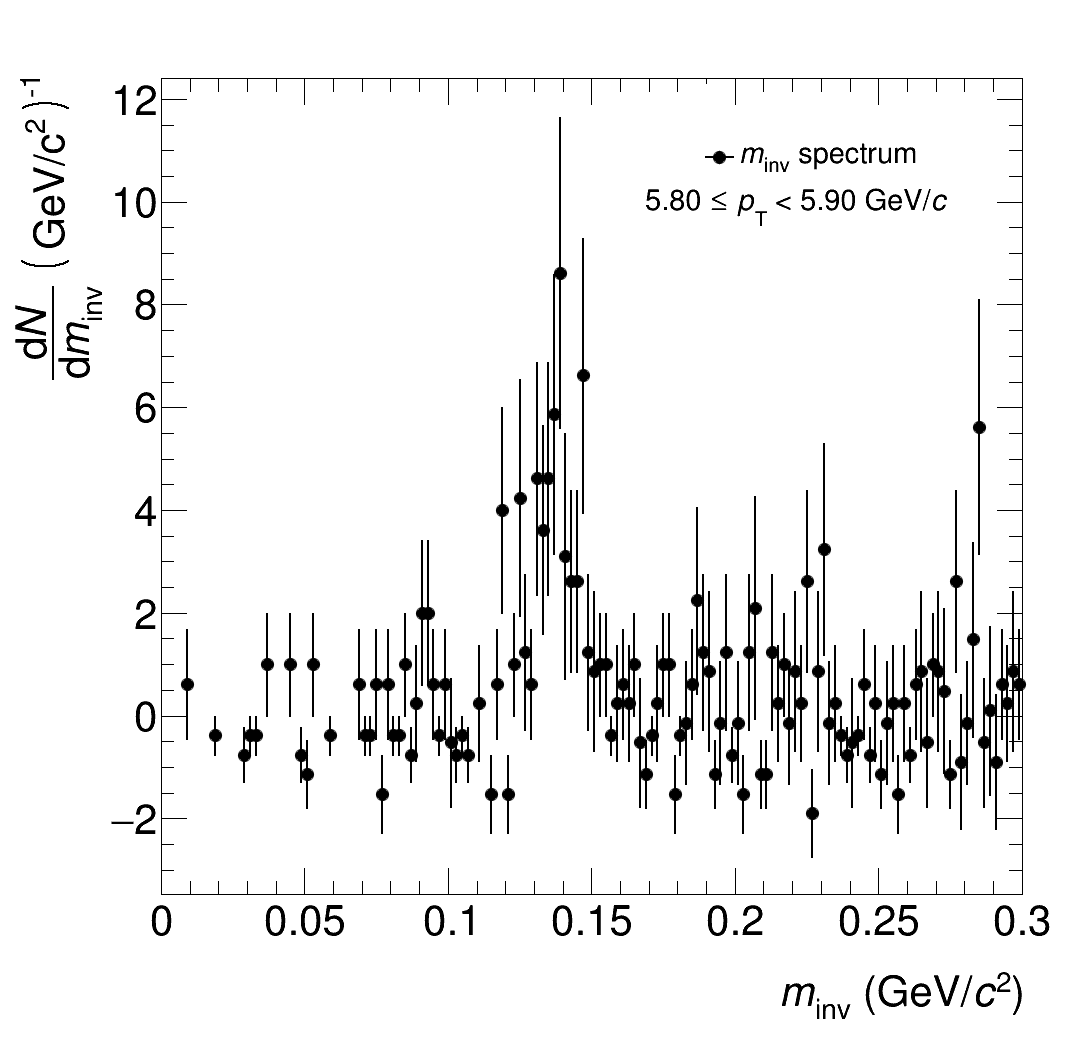 dN/dm_inv (GeV/c²)⁻¹
12
10
8
6
4
2
0
−2
m_inv spectrum
5.80 ≤ p_T < 5.90 GeV/c
0 0.05 0.1 0.15 0.2 0.25 0.3
m_inv (GeV/c²)